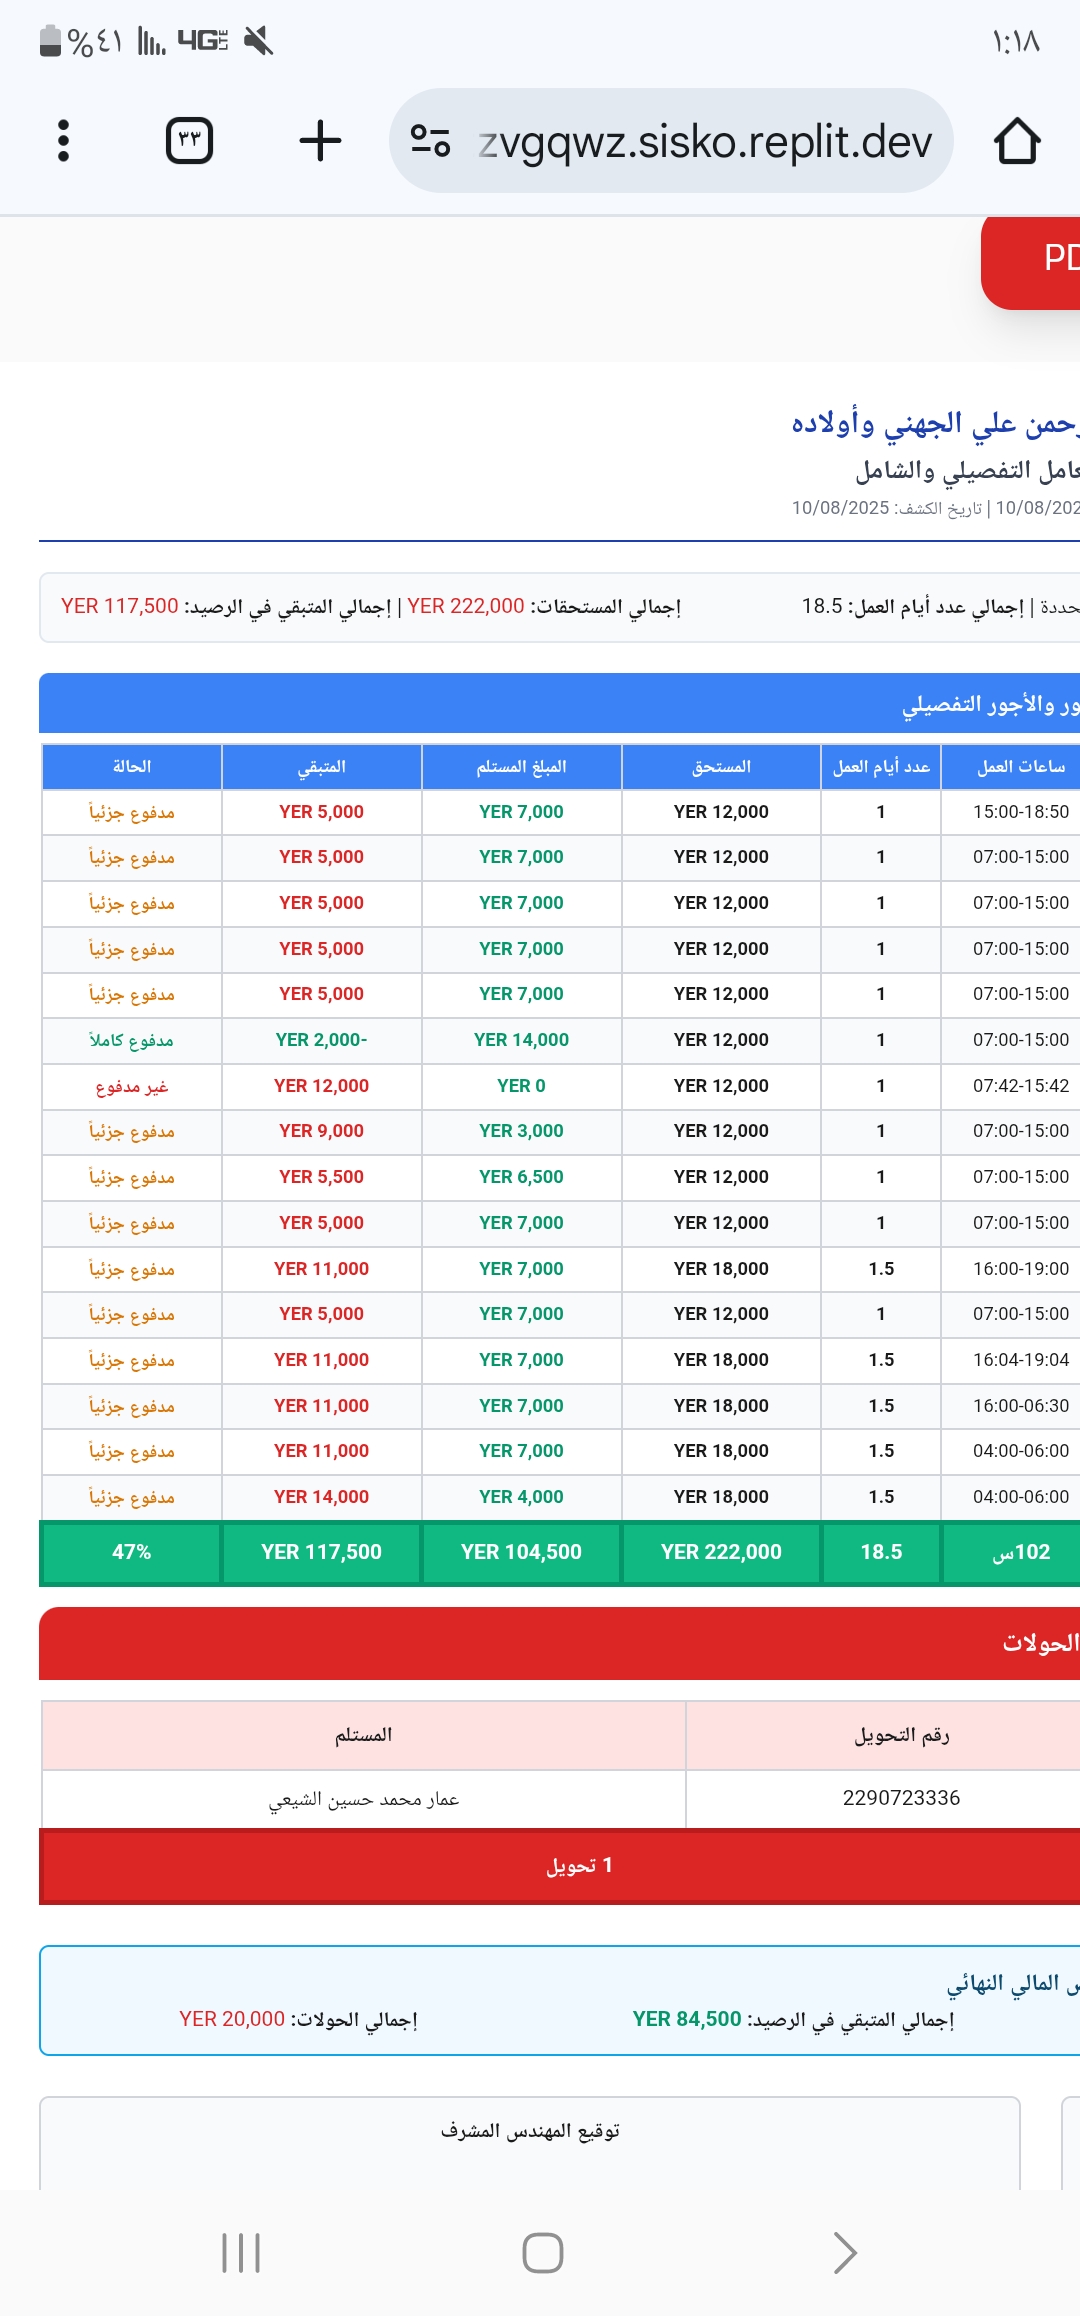 ١:١٨
%٤١ 4G LTE
zvgqwz.sisko.replit.dev
٣٣
علي الجهني وأولاده
التفصيلي والشامل
| تاريخ الكشف: 10/08/2025
| إجمالي عدد أيام العمل: 18.5
إجمالي المستحقات: YER 222,000 | إجمالي المتبقي في الرصيد: YER 117,500
والأجور التفصيلي
ساعات العمل عدد أيام العمل المستحق المبلغ المستلم المتبقي الحالة
15:00-18:50 1 YER 12,000 YER 7,000 YER 5,000 مدفوع جزئياً
07:00-15:00 1 YER 12,000 YER 7,000 YER 5,000 مدفوع جزئياً
07:00-15:00 1 YER 12,000 YER 7,000 YER 5,000 مدفوع جزئياً
07:00-15:00 1 YER 12,000 YER 7,000 YER 5,000 مدفوع جزئياً
07:00-15:00 1 YER 12,000 YER 7,000 YER 5,000 مدفوع جزئياً
07:00-15:00 1 YER 12,000 YER 14,000 YER 2,000- مدفوع كاملاً
07:42-15:42 1 YER 12,000 YER 0 YER 12,000 غير مدفوع
07:00-15:00 1 YER 12,000 YER 3,000 YER 9,000 مدفوع جزئياً
07:00-15:00 1 YER 12,000 YER 6,500 YER 5,500 مدفوع جزئياً
07:00-15:00 1 YER 12,000 YER 7,000 YER 5,000 مدفوع جزئياً
16:00-19:00 1.5 YER 18,000 YER 7,000 YER 11,000 مدفوع جزئياً
07:00-15:00 1 YER 12,000 YER 7,000 YER 5,000 مدفوع جزئياً
16:04-19:04 1.5 YER 18,000 YER 7,000 YER 11,000 مدفوع جزئياً
16:00-06:30 1.5 YER 18,000 YER 7,000 YER 11,000 مدفوع جزئياً
04:00-06:00 1.5 YER 18,000 YER 7,000 YER 11,000 مدفوع جزئياً
04:00-06:00 1.5 YER 18,000 YER 4,000 YER 14,000 مدفوع جزئياً
102س 18.5 YER 222,000 YER 104,500 YER 117,500 47%
الحولات
رقم التحويل المستلم
2290723336 عمار محمد حسين الشيعي
1 تحويل
المالي النهائي
إجمالي المتبقي في الرصيد: YER 84,500 إجمالي الحولات: YER 20,000
توقيع المهندس المشرف